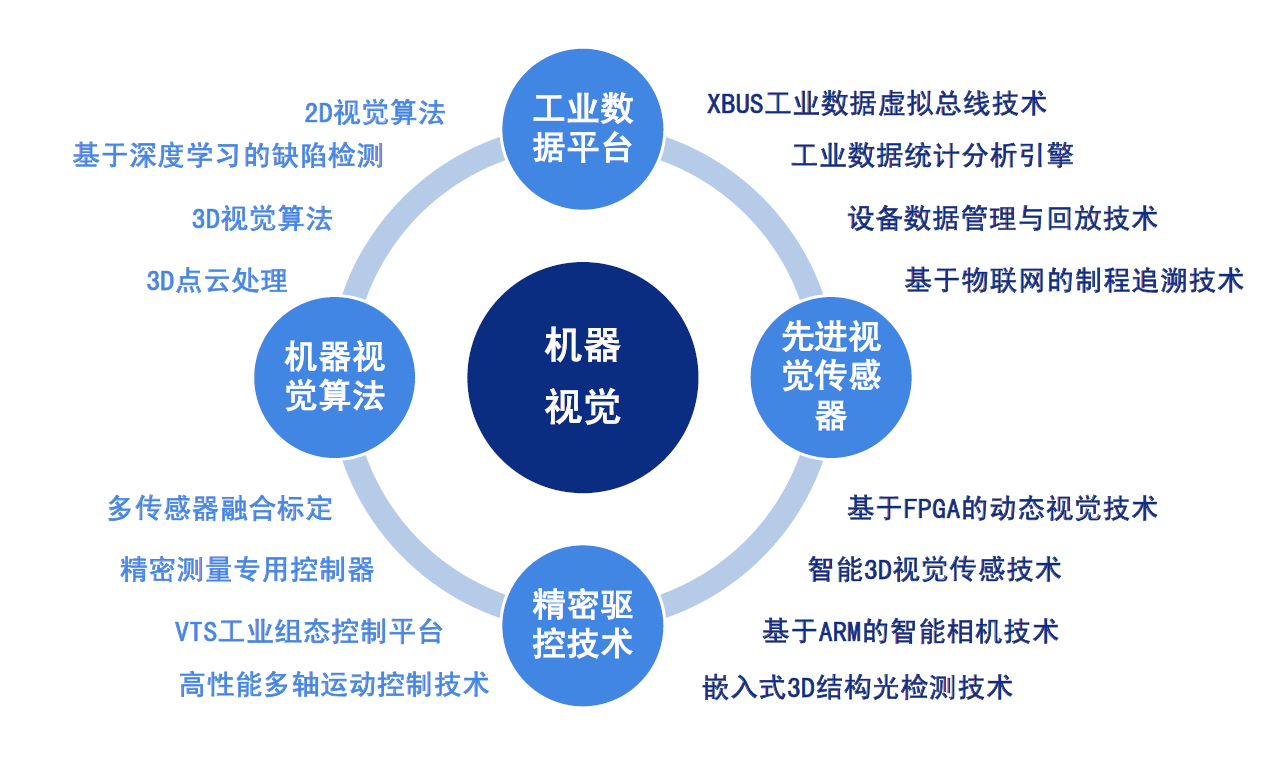 工业数
据平台
XBUS工业数据虚拟总线技术
工业数据统计分析引擎
设备数据管理与回放技术
基于物联网的制程追溯技术
2D视觉算法
基于深度学习的缺陷检测
3D视觉算法
3D点云处理
机器视
觉算法
机器
视觉
先进视
觉传感
器
多传感器融合标定
精密测量专用控制器
VTS工业组态控制平台
高性能多轴运动控制技术
精密驱
控技术
基于FPGA的动态视觉技术
智能3D视觉传感技术
基于ARM的智能相机技术
嵌入式3D结构光检测技术